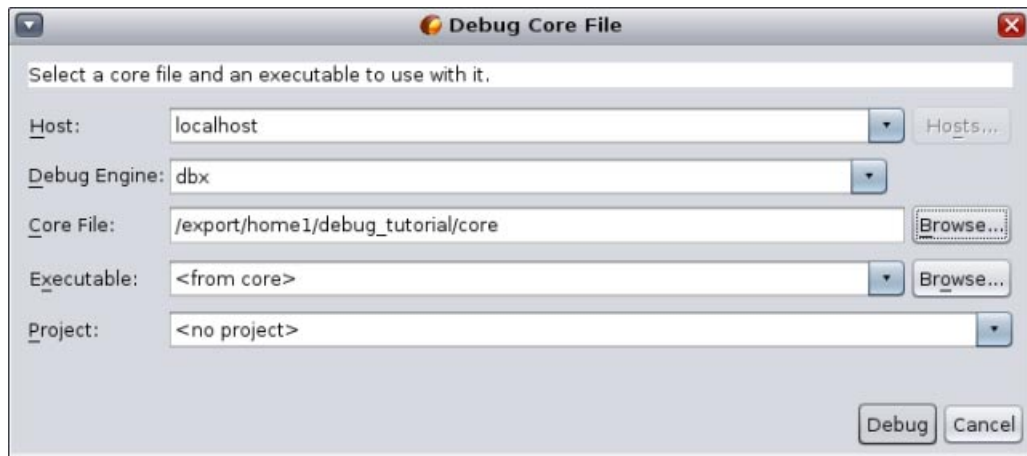 Debug Core File
Select a core file and an executable to use with it.
Host: localhost Hosts...
Debug Engine: dbx
Core File: /export/home1/debug_tutorial/core Browse...
Executable: <from core> Browse...
Project: <no project>
Debug Cancel